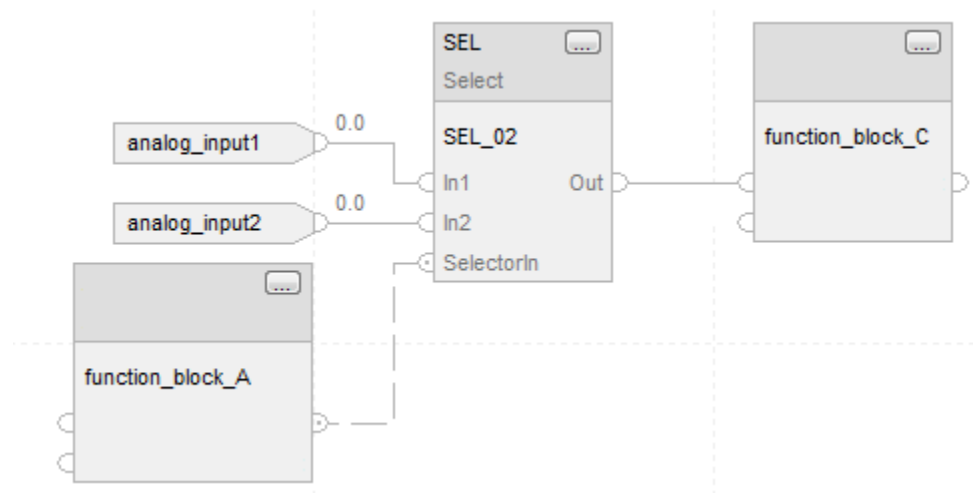 SEL
...
...
Select
0.0
analog_input1
SEL_02
function_block_C
In1
Out
0.0
analog_input2
In2
SelectorIn
...
function_block_A